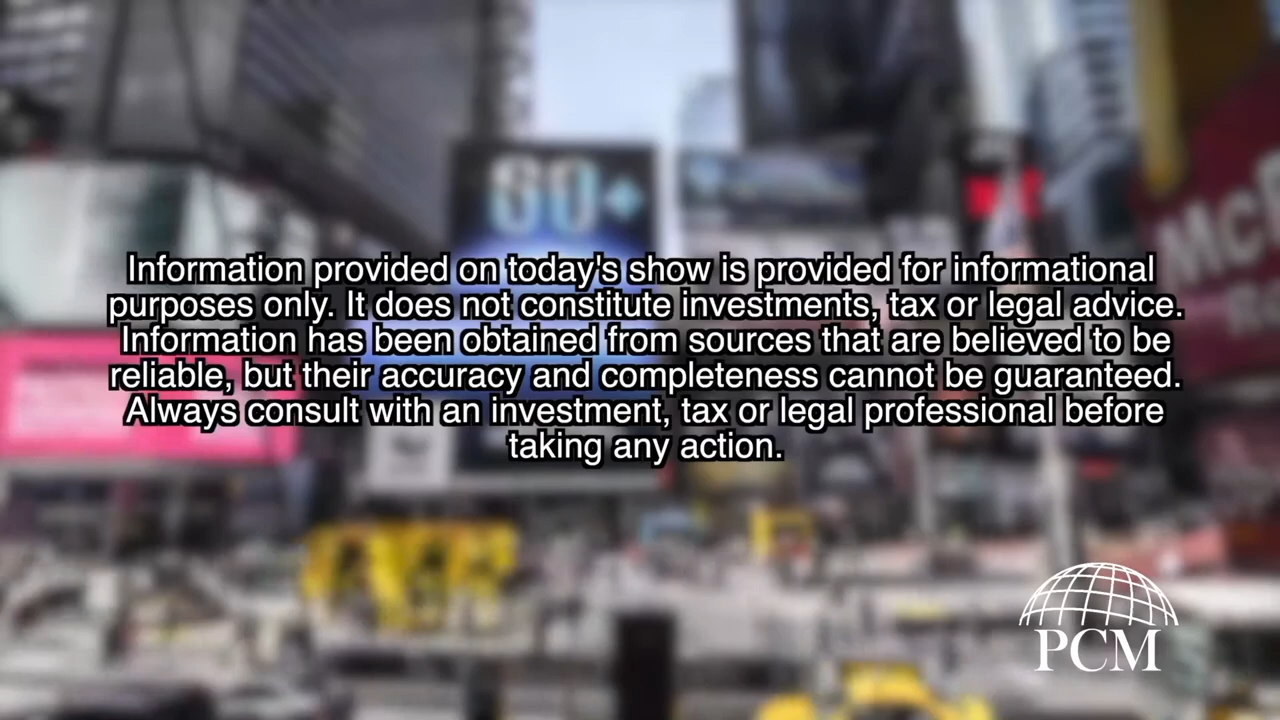 60+
McD
Information provided on today's show is provided for informational
purposes only. It does not constitute investments, tax or legal advice.
Information has been obtained from sources that are believed to be
reliable, but their accuracy and completeness cannot be guaranteed.
Always consult with an investment, tax or legal professional before
taking any action.
PCM